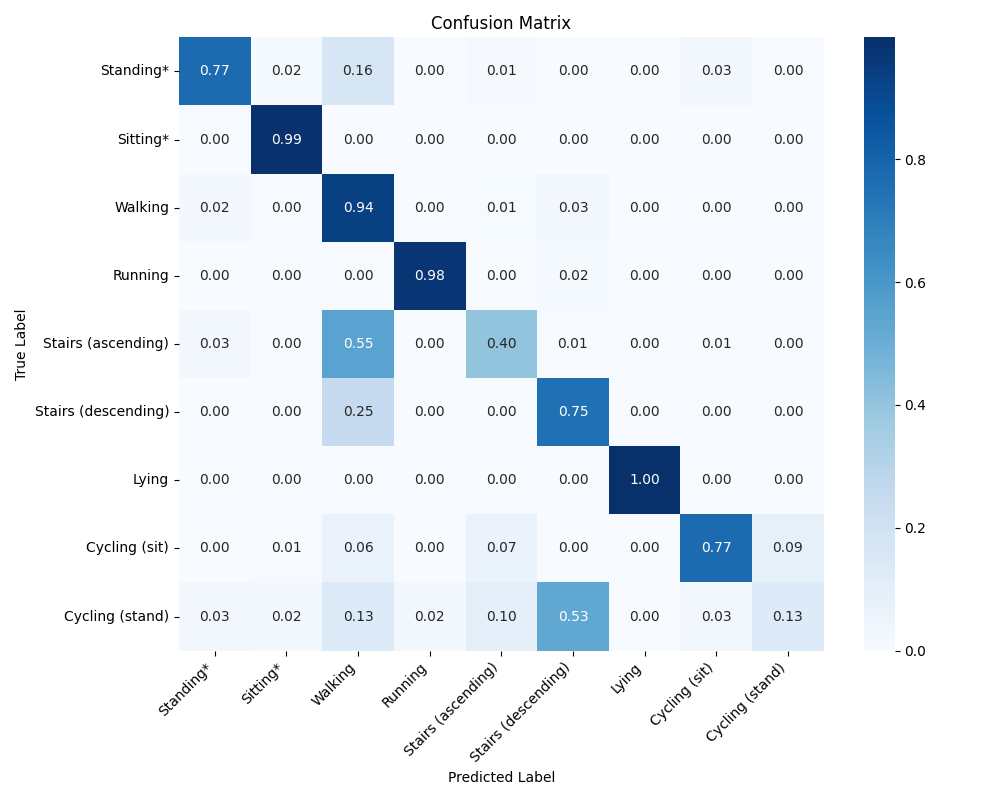 Confusion Matrix
True Label
Standing* 0.77 0.02 0.16 0.00 0.01 0.00 0.00 0.03 0.00
Sitting* 0.00 0.99 0.00 0.00 0.00 0.00 0.00 0.00 0.00
Walking 0.02 0.00 0.94 0.00 0.01 0.03 0.00 0.00 0.00
Running 0.00 0.00 0.00 0.98 0.00 0.02 0.00 0.00 0.00
Stairs (ascending) 0.03 0.00 0.55 0.00 0.40 0.01 0.00 0.01 0.00
Stairs (descending) 0.00 0.00 0.25 0.00 0.00 0.75 0.00 0.00 0.00
Lying 0.00 0.00 0.00 0.00 0.00 0.00 1.00 0.00 0.00
Cycling (sit) 0.00 0.01 0.06 0.00 0.07 0.00 0.00 0.77 0.09
Cycling (stand) 0.03 0.02 0.13 0.02 0.10 0.53 0.00 0.03 0.13
Standing*
Sitting*
Walking
Running
Stairs (ascending)
Stairs (descending)
Lying
Cycling (sit)
Cycling (stand)
Predicted Label
0.8
0.6
0.4
0.2
0.0